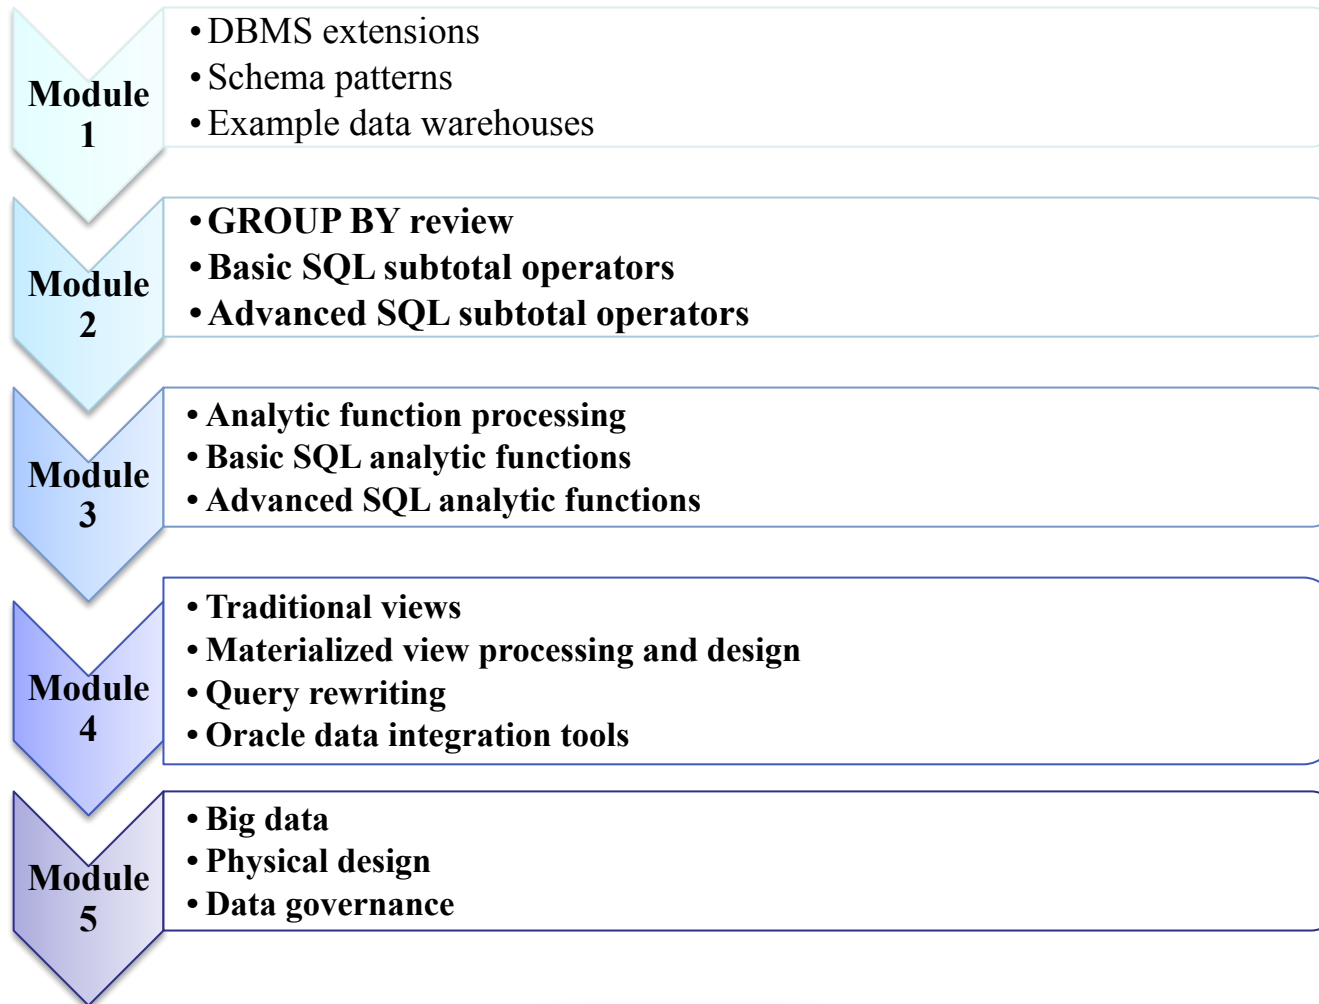 Module
1
• DBMS extensions
• Schema patterns
• Example data warehouses
Module
2
• GROUP BY review
• Basic SQL subtotal operators
• Advanced SQL subtotal operators
Module
3
• Analytic function processing
• Basic SQL analytic functions
• Advanced SQL analytic functions
Module
4
• Traditional views
• Materialized view processing and design
• Query rewriting
• Oracle data integration tools
Module
5
• Big data
• Physical design
• Data governance